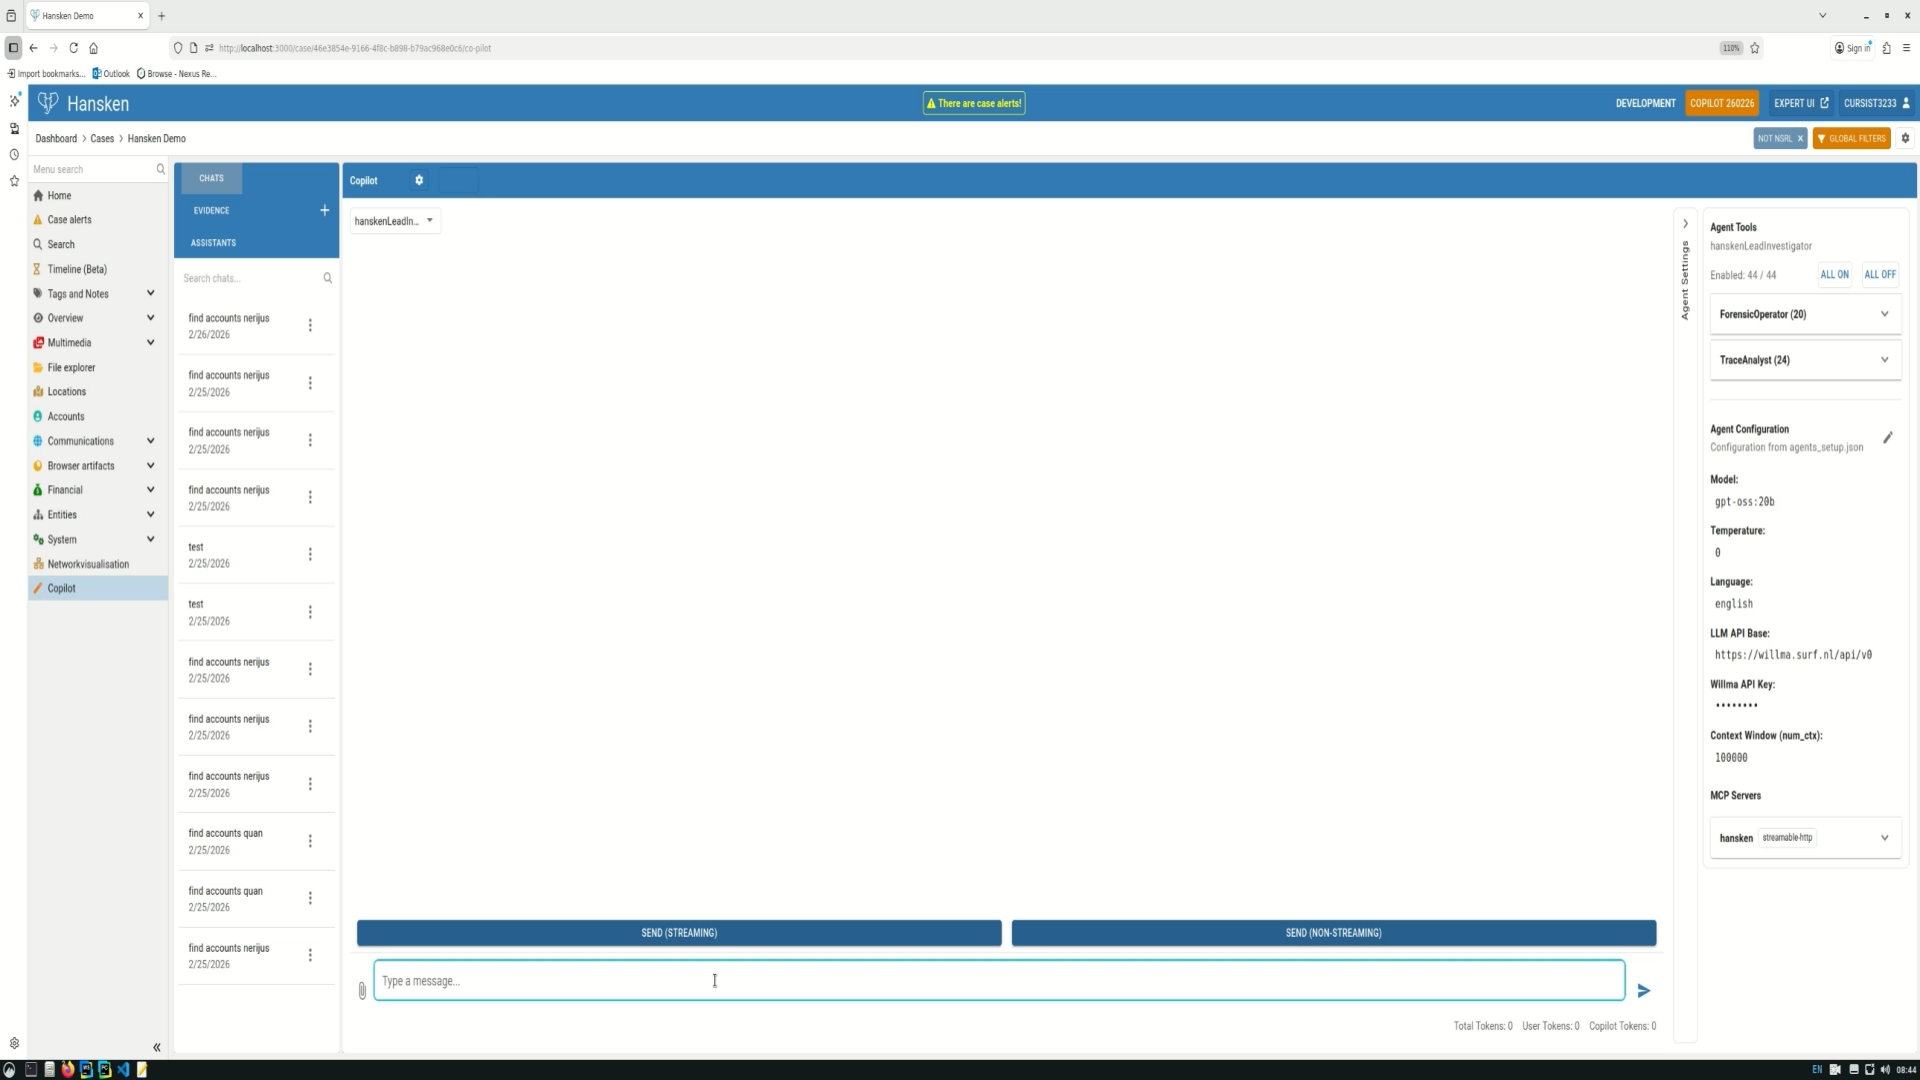 Hansken Demo
http://localhost:3000/case/46e3854e-9166-4f8c-b898-b79ac968e0c6/co-pilot
110%
Sign in
Import bookmarks...
Outlook
Browse - Nexus Re...
Hansken
There are case alerts!
DEVELOPMENT
COPILOT 260226
EXPERT UI
CURSIST3233
Dashboard > Cases > Hansken Demo
NOT NSRL X
GLOBAL FILTERS
Menu search
Home
Case alerts
Search
Timeline (Beta)
Tags and Notes
Overview
Multimedia
File explorer
Locations
Accounts
Communications
Browser artifacts
Financial
Entities
System
Networkvisualisation
Copilot
CHATS
EVIDENCE
ASSISTANTS
Search chats...
find accounts nerijus
2/26/2026
find accounts nerijus
2/25/2026
find accounts nerijus
2/25/2026
find accounts nerijus
2/25/2026
test
2/25/2026
test
2/25/2026
find accounts nerijus
2/25/2026
find accounts nerijus
2/25/2026
find accounts nerijus
2/25/2026
find accounts quan
2/25/2026
find accounts quan
2/25/2026
find accounts nerijus
2/25/2026
Copilot
hanskenLeadIn...
SEND (STREAMING)
SEND (NON-STREAMING)
Type a message...
Total Tokens: 0
User Tokens: 0
Copilot Tokens: 0
Agent Settings
Agent Tools
hanskenLeadInvestigator
Enabled: 44 / 44
ALL ON
ALL OFF
ForensicOperator (20)
TraceAnalyst (24)
Agent Configuration
Configuration from agents_setup.json
Model:
gpt-oss:20b
Temperature:
0
Language:
english
LLM API Base:
https://willma.surf.nl/api/v0
Willma API Key:
••••••••
Context Window (num_ctx):
100000
MCP Servers
hansken
streamable-http
EN
08:44